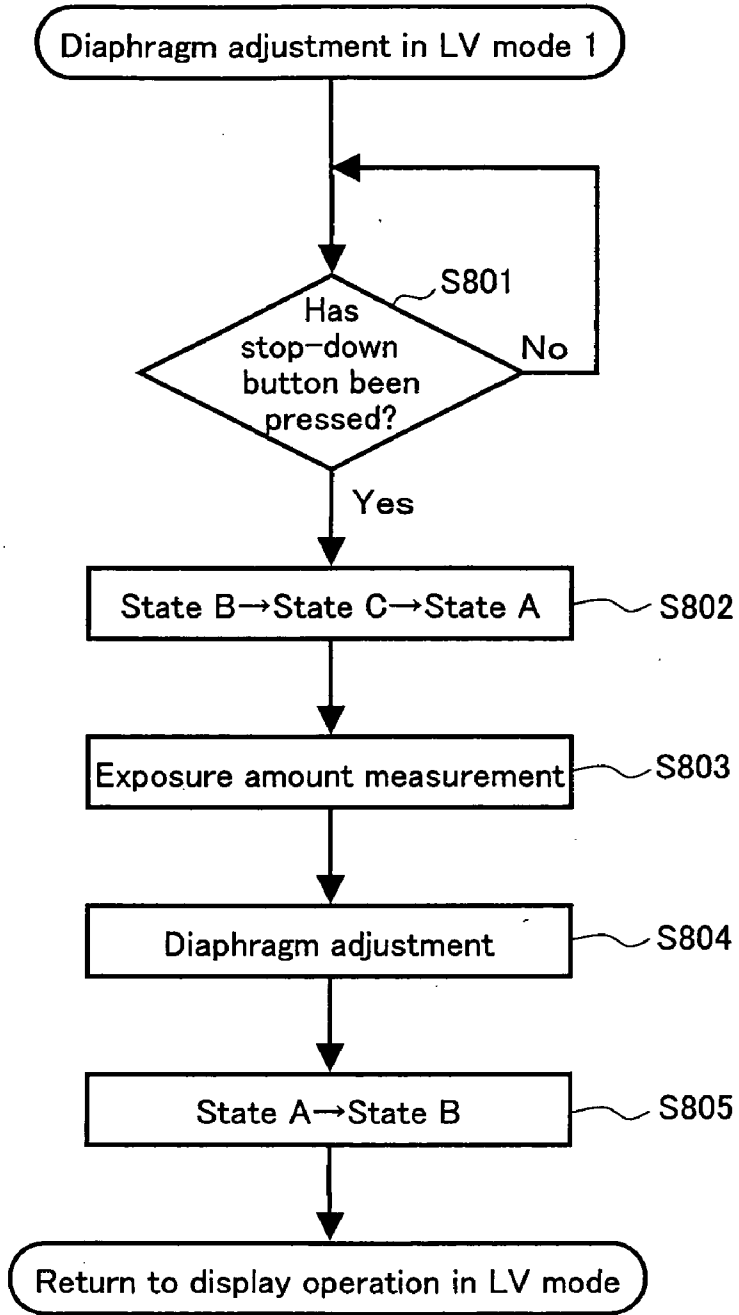 Diaphragm adjustment in LV mode 1
S801
Has
stop-down
button been
pressed?
No
Yes
State B→State C→State A
S802
Exposure amount measurement
S803
Diaphragm adjustment
S804
State A→State B
S805
Return to display operation in LV mode